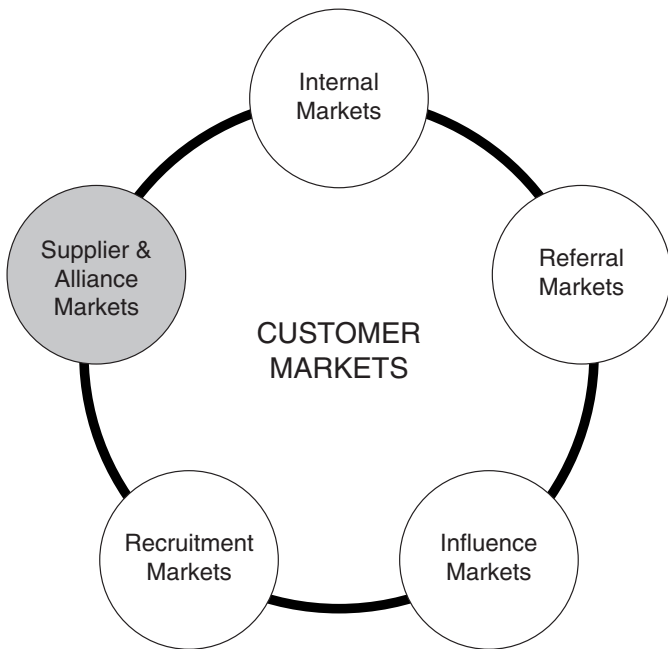 Internal
Markets
Supplier &
Alliance
Markets
Referral
Markets
CUSTOMER
MARKETS
Recruitment
Markets
Influence
Markets